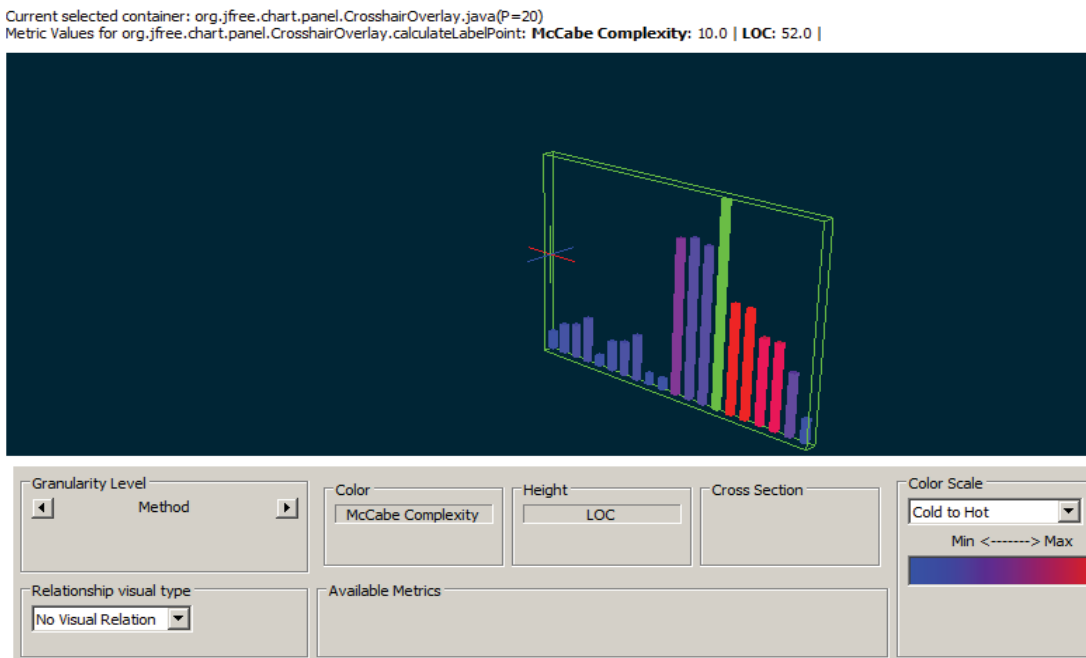 Current selected container: org.jfree.chart.panel.CrosshairOverlay.java(P=20)
Metric Values for org.jfree.chart.panel.CrosshairOverlay.calculateLabelPoint: McCabe Complexity: 10.0 | LOC: 52.0 |
Granularity Level
Method
Color
McCabe Complexity
Height
LOC
Cross Section
Color Scale
Cold to Hot
Min <-------> Max
Relationship visual type
No Visual Relation
Available Metrics